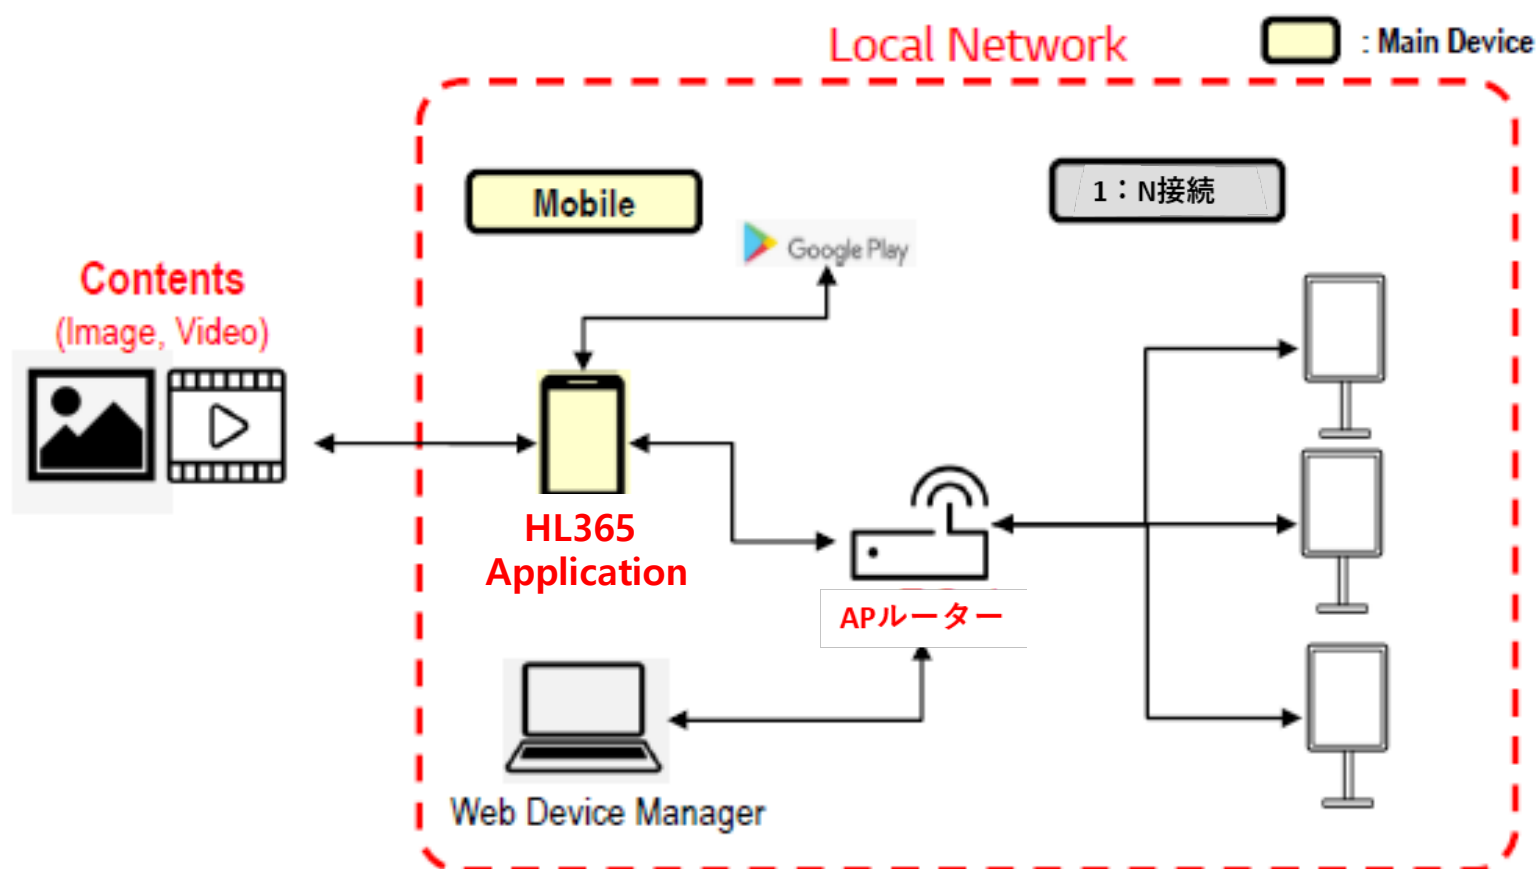 Local Network
: Main Device
Mobile
1：N接続
Google Play
Contents
(Image, Video)
HL365
Application
APルーター
Web Device Manager